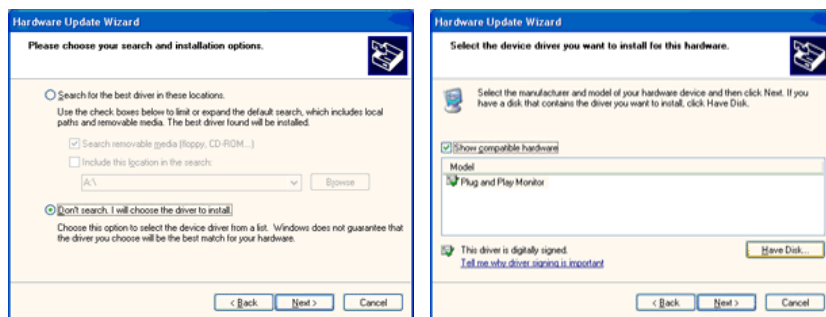 Hardware Update Wizard
Please choose your search and installation options.
Search for the best driver in these locations.
Use the check boxes below to limit or expand the default search, which includes local
paths and removable media. The best driver found will be installed.
Search removable media (floppy, CD-ROM...)
Include this location in the search:
A:\
Browse
Don't search. I will choose the driver to install.
Choose this option to select the device driver from a list. Windows does not guarantee that
the driver you choose will be the best match for your hardware.
< Back
Next >
Cancel
Hardware Update Wizard
Select the device driver you want to install for this hardware.
Select the manufacturer and model of your hardware device and then click Next. If you
have a disk that contains the driver you want to install, click Have Disk.
Show compatible hardware
Model
Plug and Play Monitor
This driver is digitally signed.
Tell me why driver signing is important
Have Disk...
< Back
Next >
Cancel